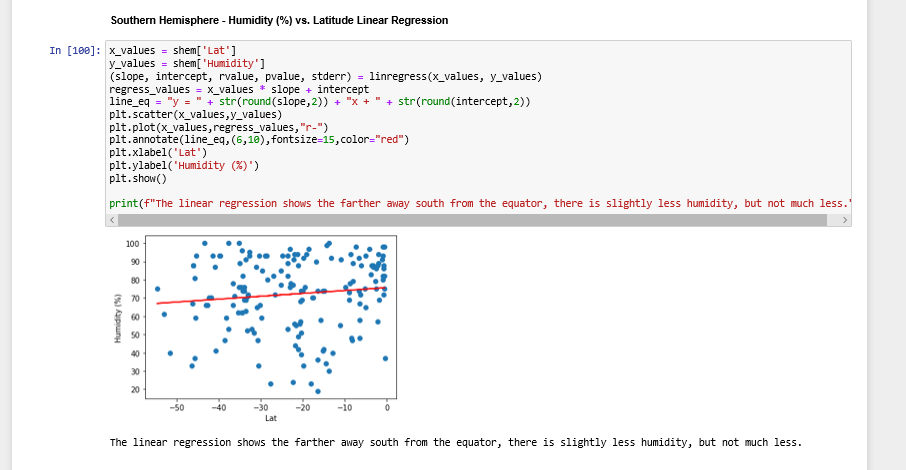 Southern Hemisphere - Humidity (%) vs. Latitude Linear Regression
In [100]:
x_values = shem['Lat']
y_values = shem['Humidity']
(slope, intercept, rvalue, pvalue, stderr) = linregress(x_values, y_values)
regress_values = x_values * slope + intercept
line_eq = "y = " + str(round(slope,2)) + "x + " + str(round(intercept,2))
plt.scatter(x_values,y_values)
plt.plot(x_values,regress_values,"r-")
plt.annotate(line_eq,(6,10),fontsize=15,color="red")
plt.xlabel('Lat')
plt.ylabel('Humidity (%)')
plt.show()
print(f"The linear regression shows the farther away south from the equator, there is slightly less humidity, but not much less."
100
90
80
70
60
50
40
30
20
Humidity (%)
−50 −40 −30 −20 −10 0
Lat
The linear regression shows the farther away south from the equator, there is slightly less humidity, but not much less.